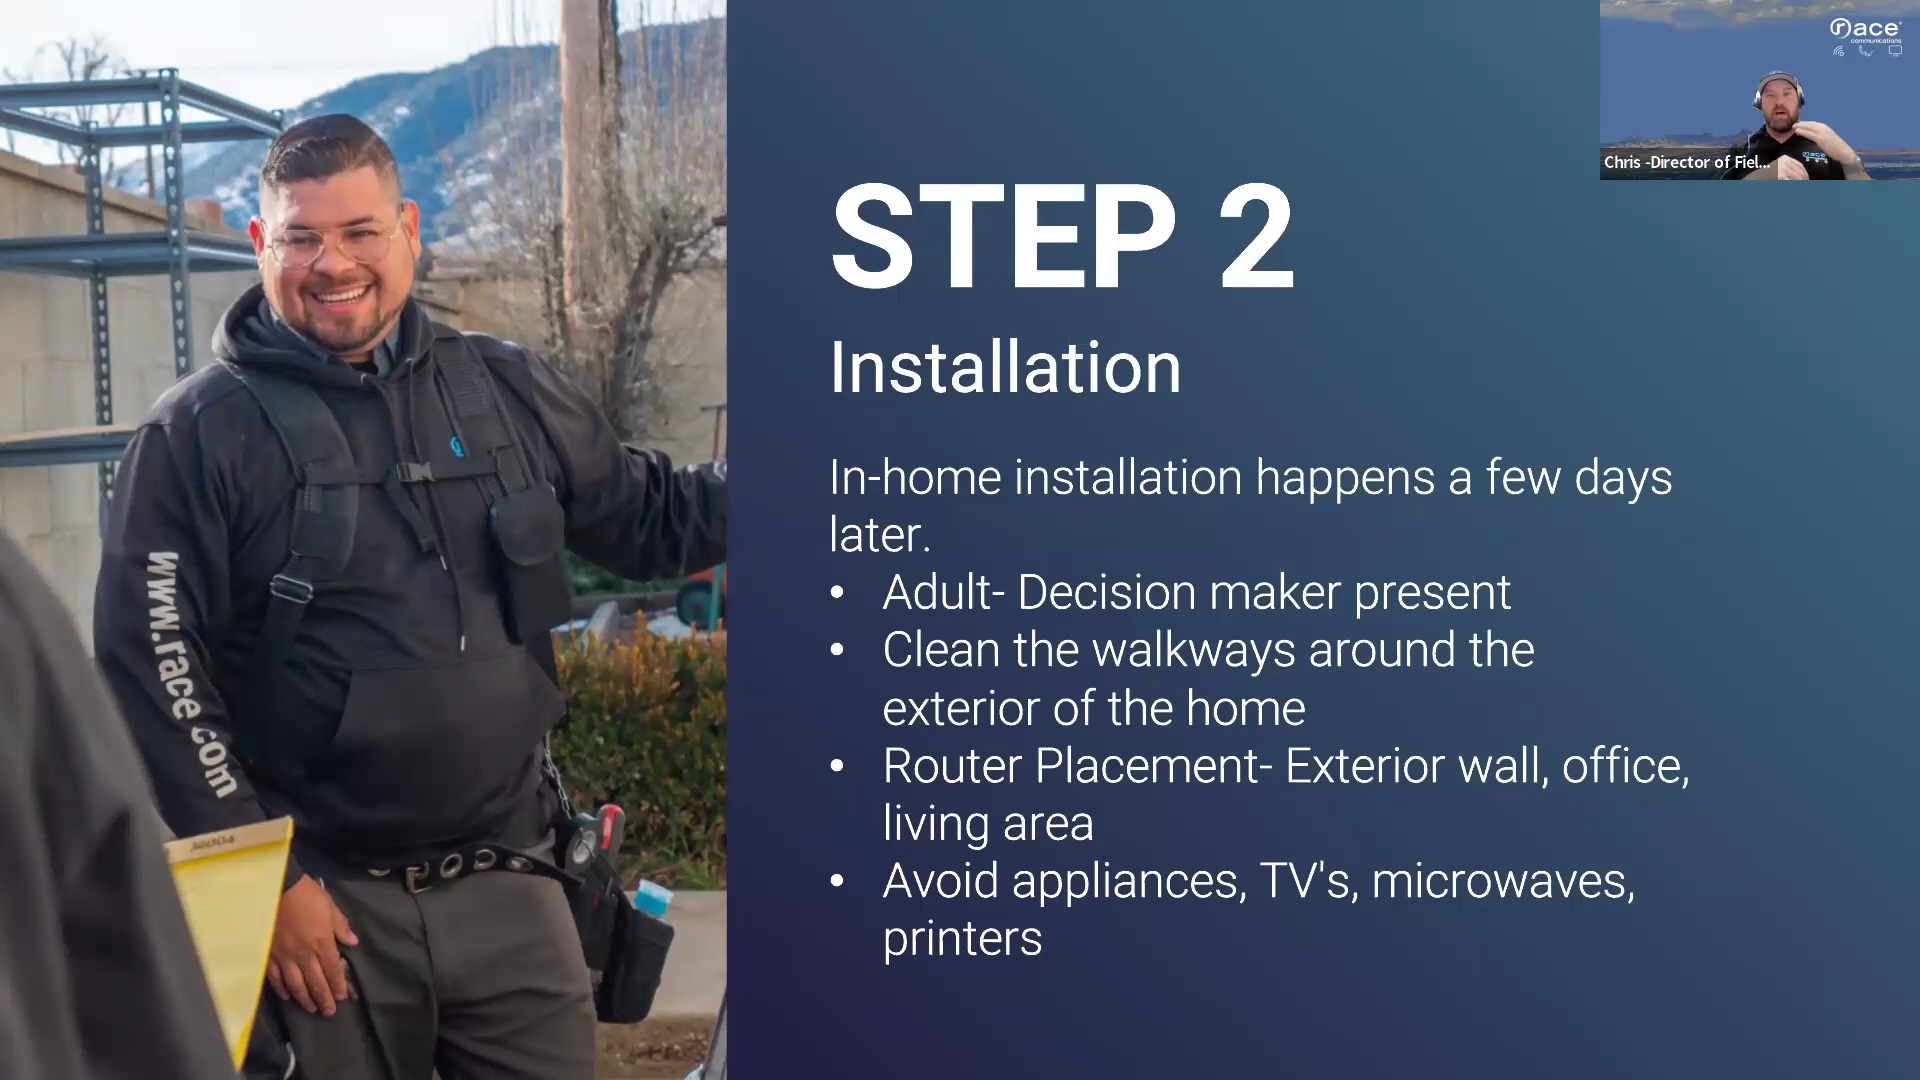 race
communications
Chris -Director of Fiel...
STEP 2
Installation
In-home installation happens a few days
later.
• Adult- Decision maker present
• Clean the walkways around the
exterior of the home
• Router Placement- Exterior wall, office,
living area
• Avoid appliances, TV's, microwaves,
printers
www.race.com